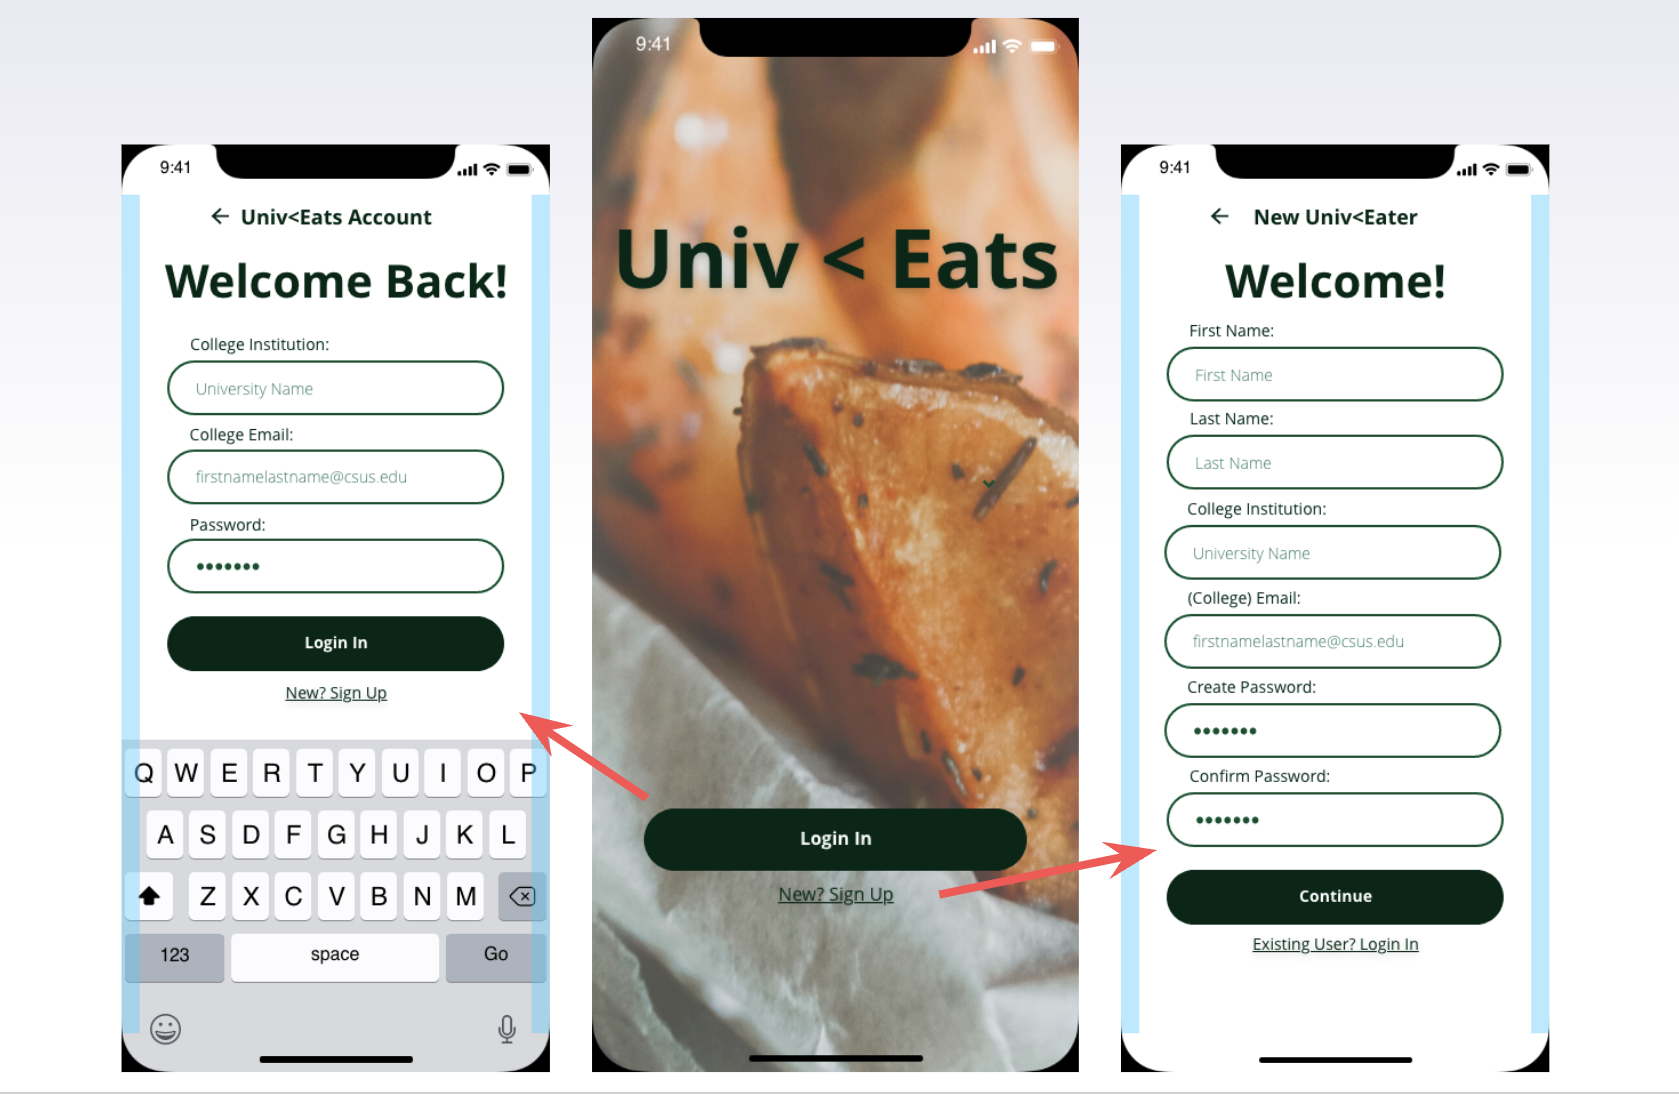 9:41
← Univ<Eats Account
Welcome Back!
College Institution:
University Name
College Email:
firstnamelastname@csus.edu
Password:
•••••••
Login In
New? Sign Up
Q W E R T Y U I O P
A S D F G H J K L
Z X C V B N M
123 space Go
9:41
Univ < Eats
Login In
New? Sign Up
9:41
← New Univ<Eater
Welcome!
First Name:
First Name
Last Name:
Last Name
College Institution:
University Name
(College) Email:
firstnamelastname@csus.edu
Create Password:
•••••••
Confirm Password:
•••••••
Continue
Existing User? Login In